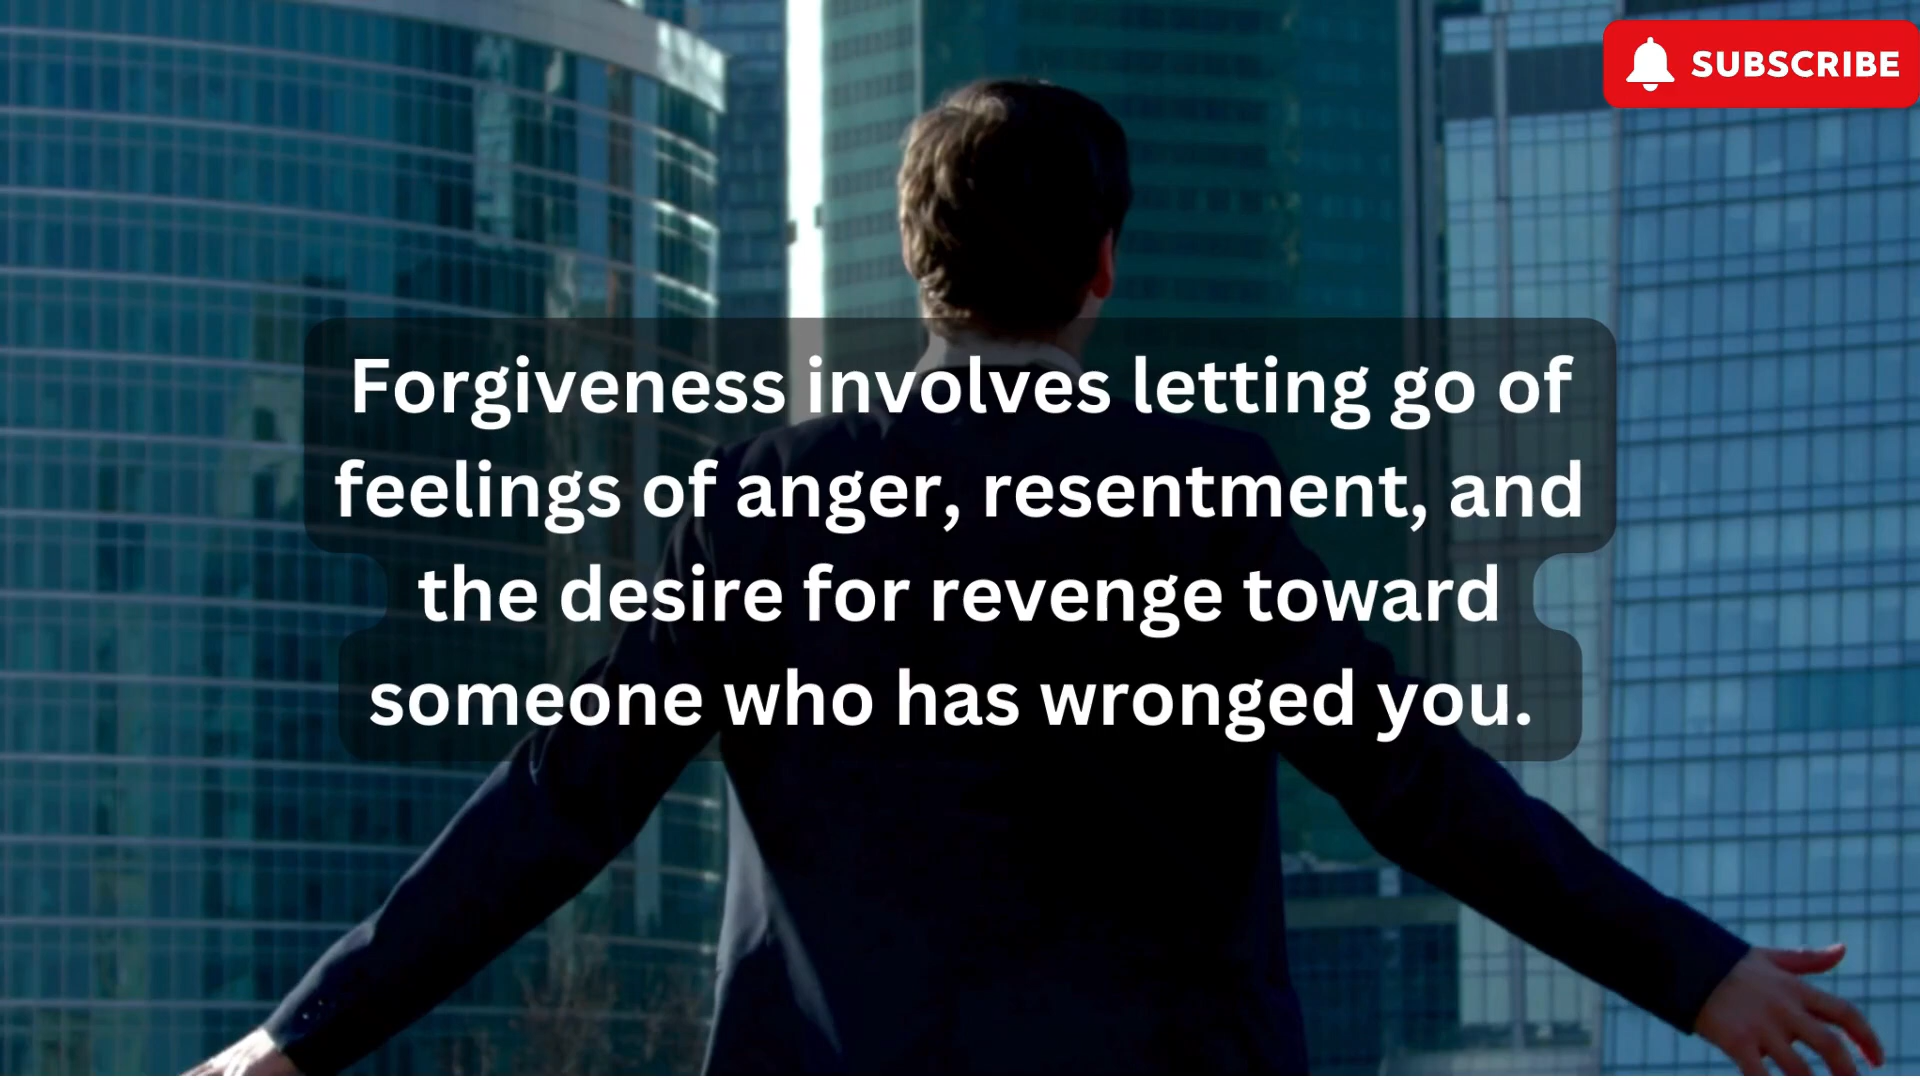 SUBSCRIBE
Forgiveness involves letting go of
feelings of anger, resentment, and
the desire for revenge toward
someone who has wronged you.